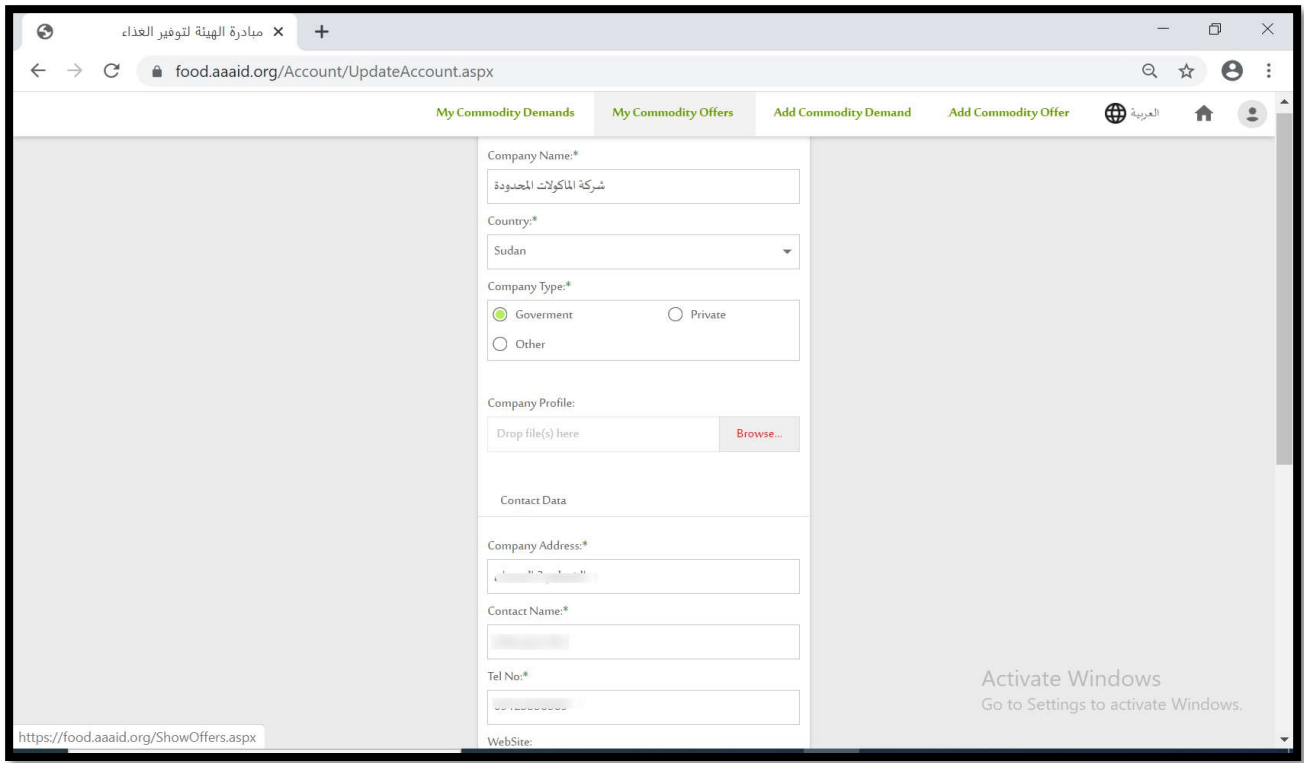 مبادرة الهيئة لتوفير الغذاء
food.aaaid.org/Account/UpdateAccount.aspx
My Commodity Demands My Commodity Offers Add Commodity Demand Add Commodity Offer العربية
Company Name:*
شركة الماكولات المحدودة
Country:*
Sudan
Company Type:*
Goverment Private
Other
Company Profile:
Drop file(s) here Browse...
Contact Data
Company Address:*
Contact Name:*
Tel No:*
WebSite:
Activate Windows
Go to Settings to activate Windows.
https://food.aaaid.org/ShowOffers.aspx